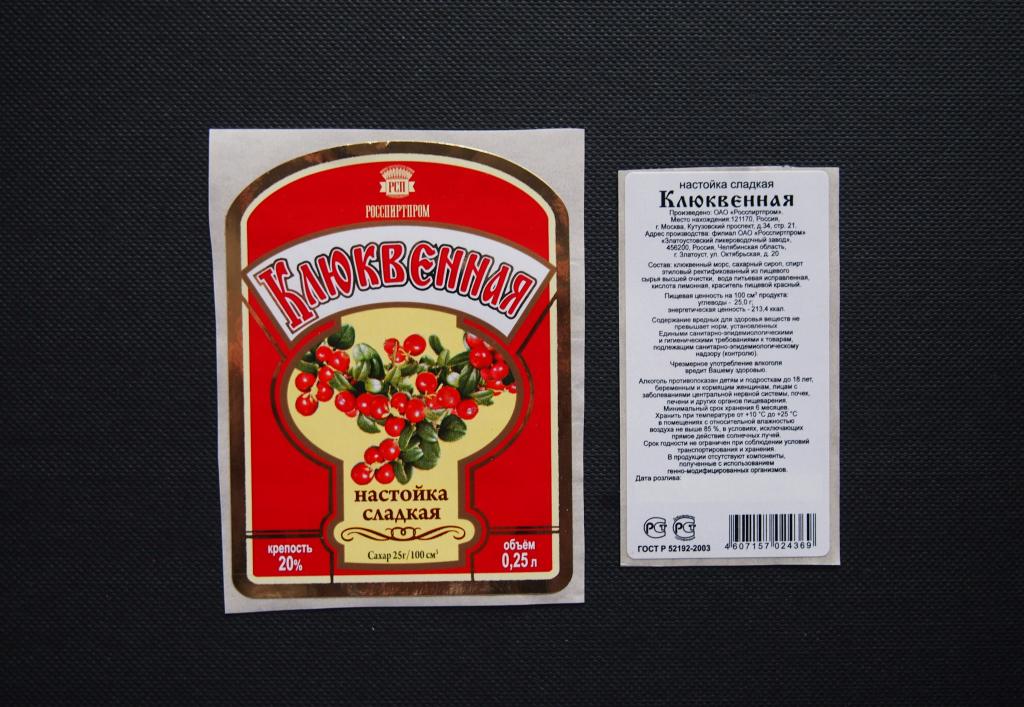 РСП
РОССПИРТПРОМ
Клюквенная
настойка
сладкая
Сахар 25г/100 см³
крепость
20%
объём
0,25 л
настойка сладкая
Клюквенная
Произведено: ОАО «Росспиртпром».
Место нахождения:121170, Россия,
г. Москва, Кутузовский проспект, д.34, стр. 21.
Адрес производства: филиал ОАО «Росспиртпром»
«Златоустовский ликероводочный завод»,
456200, Россия, Челябинская область,
г. Златоуст, ул. Октябрьская, д. 20
Состав: клюквенный морс, сахарный сироп, спирт
этиловый ректификованный из пищевого
сырья высшей очистки, вода питьевая исправленная,
кислота лимонная, краситель пищевой красный.
Пищевая ценность на 100 см³ продукта:
углеводы - 25,0 г;
энергетическая ценность - 213,4 ккал.
Содержание вредных для здоровья веществ не
превышает норм, установленных
Едиными санитарно-эпидемиологическими
и гигиеническими требованиями к товарам,
подлежащим санитарно-эпидемиологическому
надзору (контролю).
Чрезмерное употребление алкоголя
вредит Вашему здоровью.
Алкоголь противопоказан детям и подросткам до 18 лет,
беременным и кормящим женщинам, лицам с
заболеваниями центральной нервной системы, почек,
печени и других органов пищеварения.
Минимальный срок хранения 6 месяцев.
Хранить при температуре от +10 °С до +25 °С
в помещениях с относительной влажностью
воздуха не выше 85 %, в условиях, исключающих
прямое действие солнечных лучей.
Срок годности не ограничен при соблюдении условий
транспортирования и хранения.
В продукции отсутствуют компоненты,
полученные с использованием
генно-модифицированных организмов.
Дата розлива:
РСТ РСТ
ГОСТ Р 52192-2003
4 607157 024369